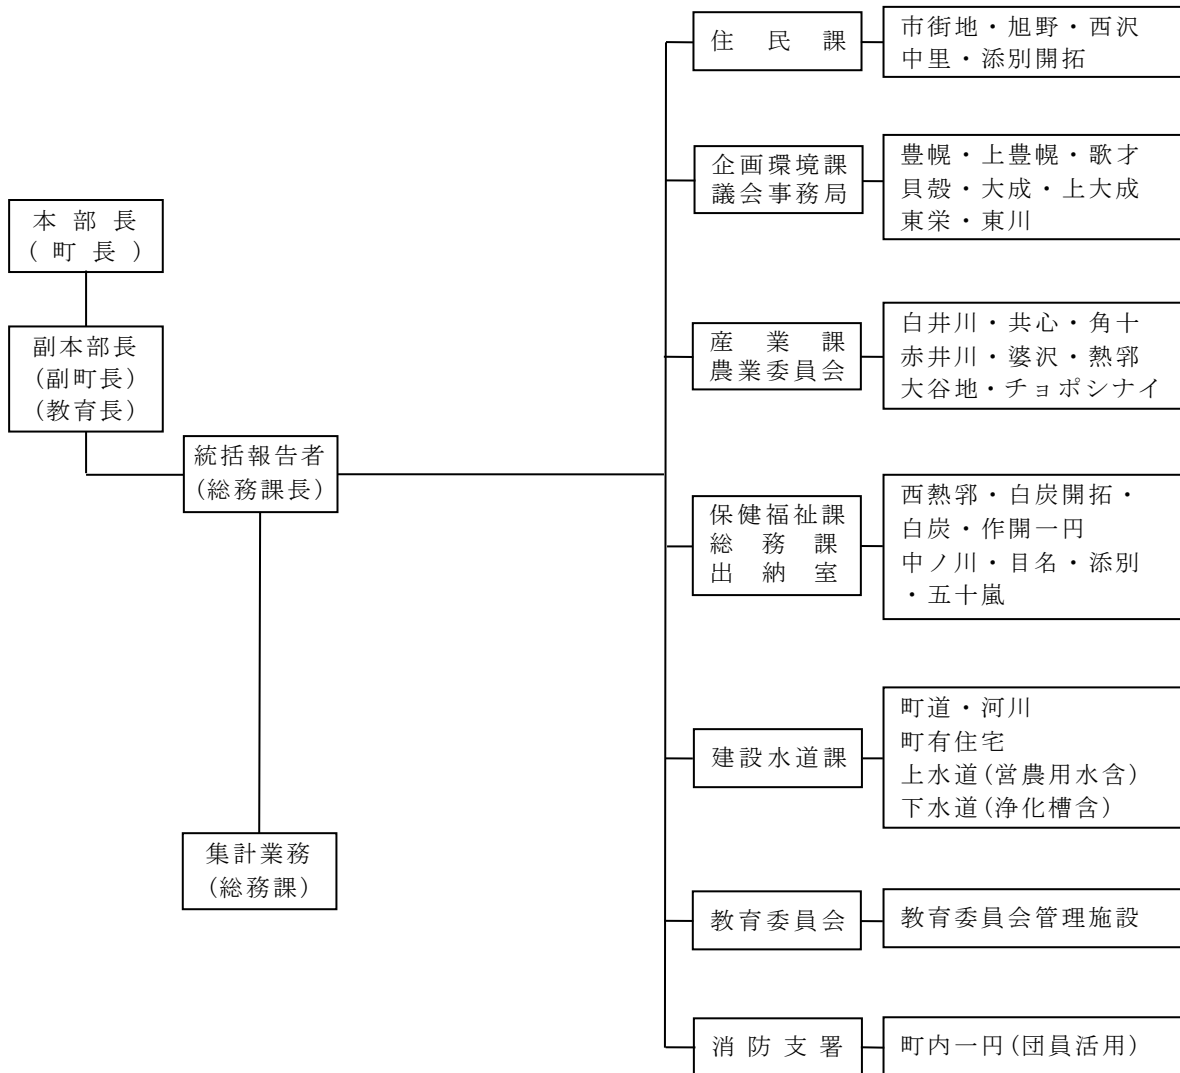 本部長
(町長)
副本部長
(副町長)
(教育長)
統括報告者
(総務課長)
集計業務
(総務課)
住民課
市街地・旭野・西沢
中里・添別開拓
企画環境課
議会事務局
豊幌・上豊幌・歌才
貝殻・大成・上大成
東栄・東川
産業課
農業委員会
白井川・共心・角十
赤井川・婆沢・熱郛
大谷地・チョポシナイ
保健福祉課
総務課
出納室
西熱郛・白炭開拓・
白炭・作開一円
中ノ川・目名・添別
・五十嵐
建設水道課
町道・河川
町有住宅
上水道(営農用水含)
下水道(浄化槽含)
教育委員会
教育委員会管理施設
消防支署
町内一円(団員活用)